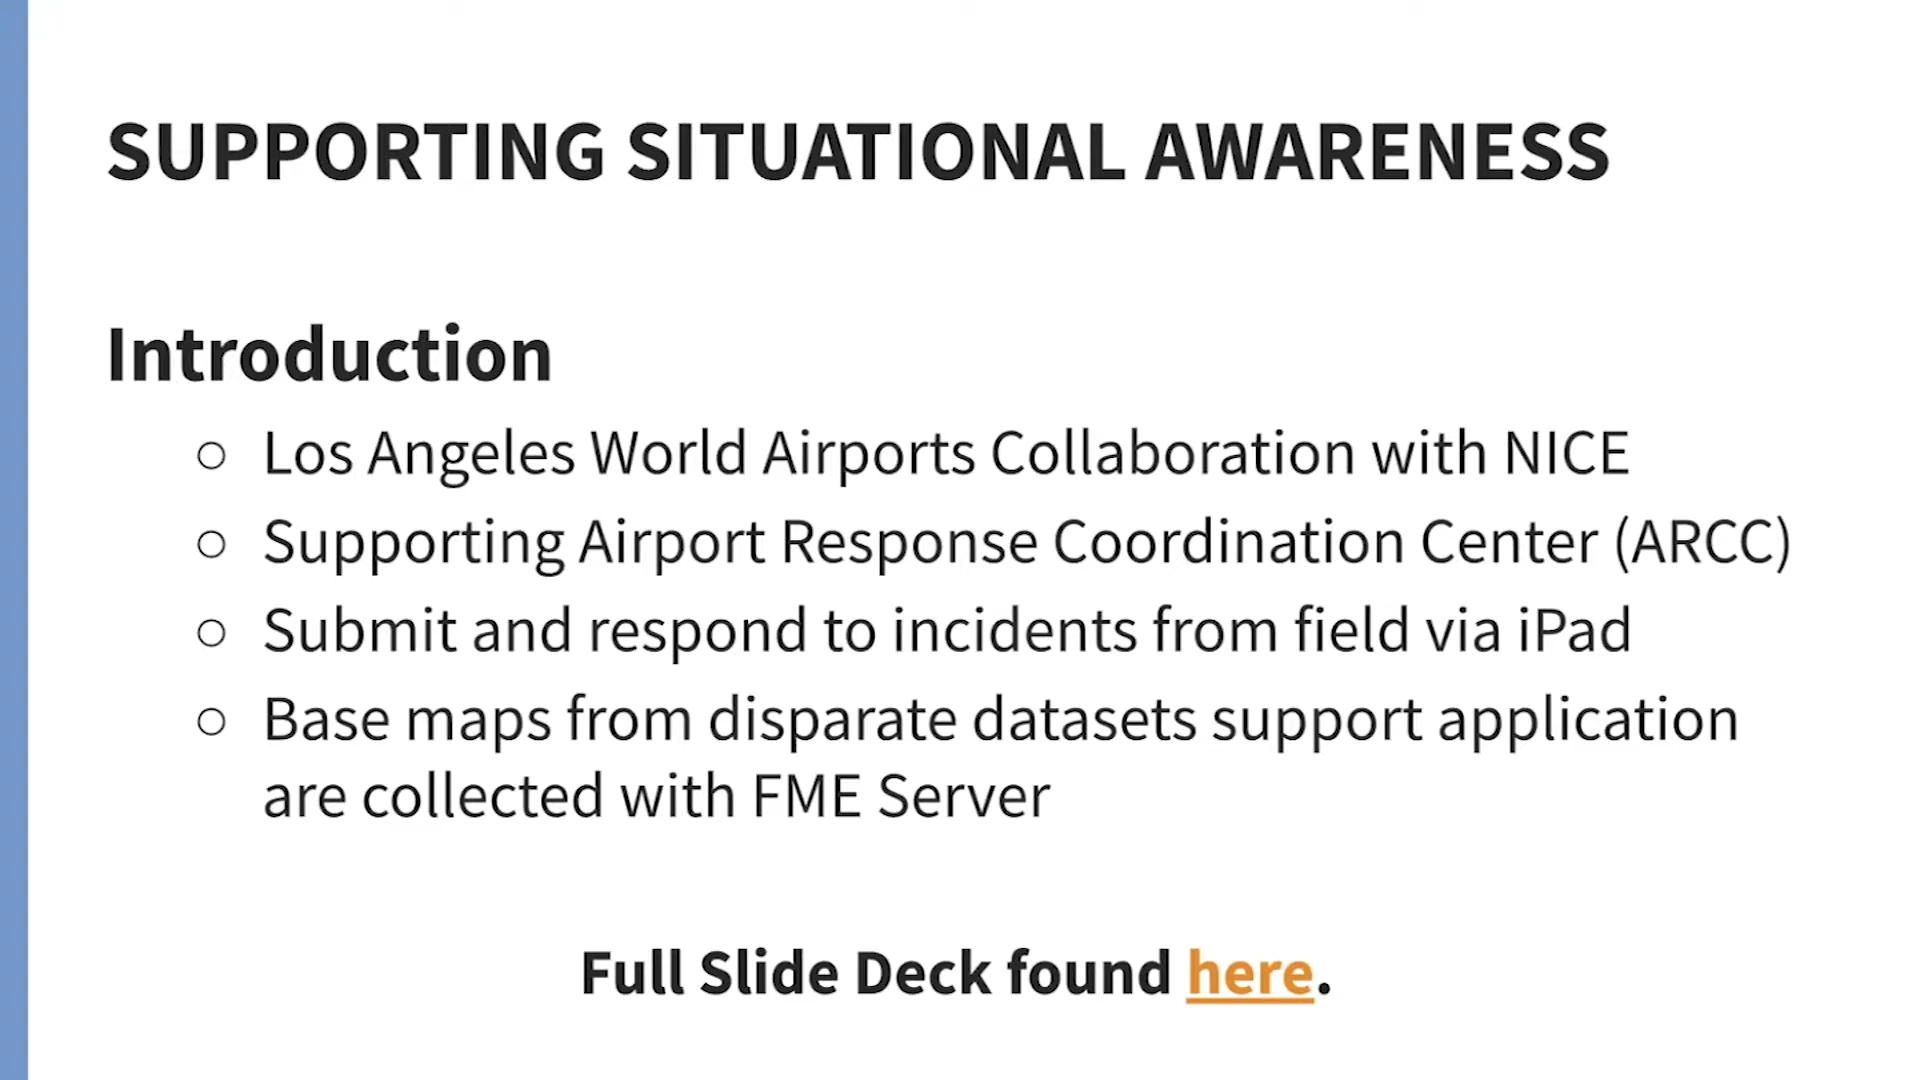 SUPPORTING SITUATIONAL AWARENESS
Introduction
○ Los Angeles World Airports Collaboration with NICE
○ Supporting Airport Response Coordination Center (ARCC)
○ Submit and respond to incidents from field via iPad
○ Base maps from disparate datasets support application
are collected with FME Server
Full Slide Deck found here.